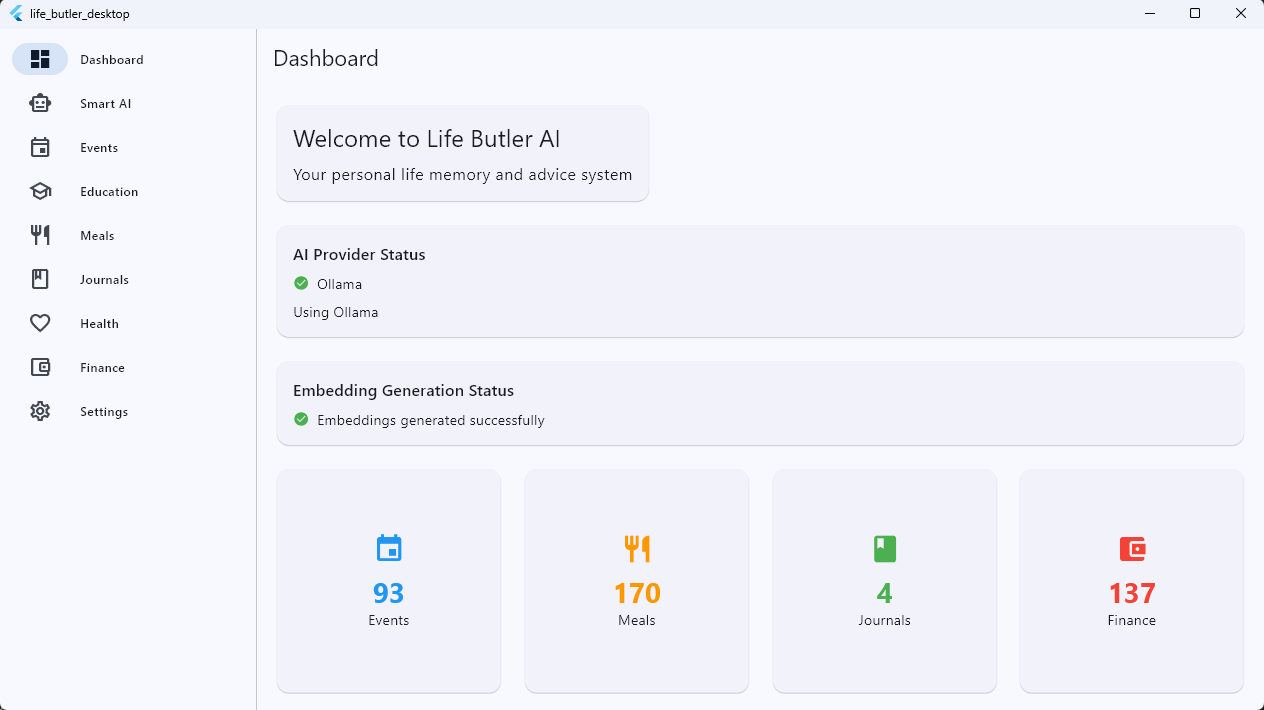 life_butler_desktop
Dashboard
Smart AI
Events
Education
Meals
Journals
Health
Finance
Settings
Dashboard
Welcome to Life Butler AI
Your personal life memory and advice system
AI Provider Status
Ollama
Using Ollama
Embedding Generation Status
Embeddings generated successfully
93
Events
170
Meals
4
Journals
137
Finance